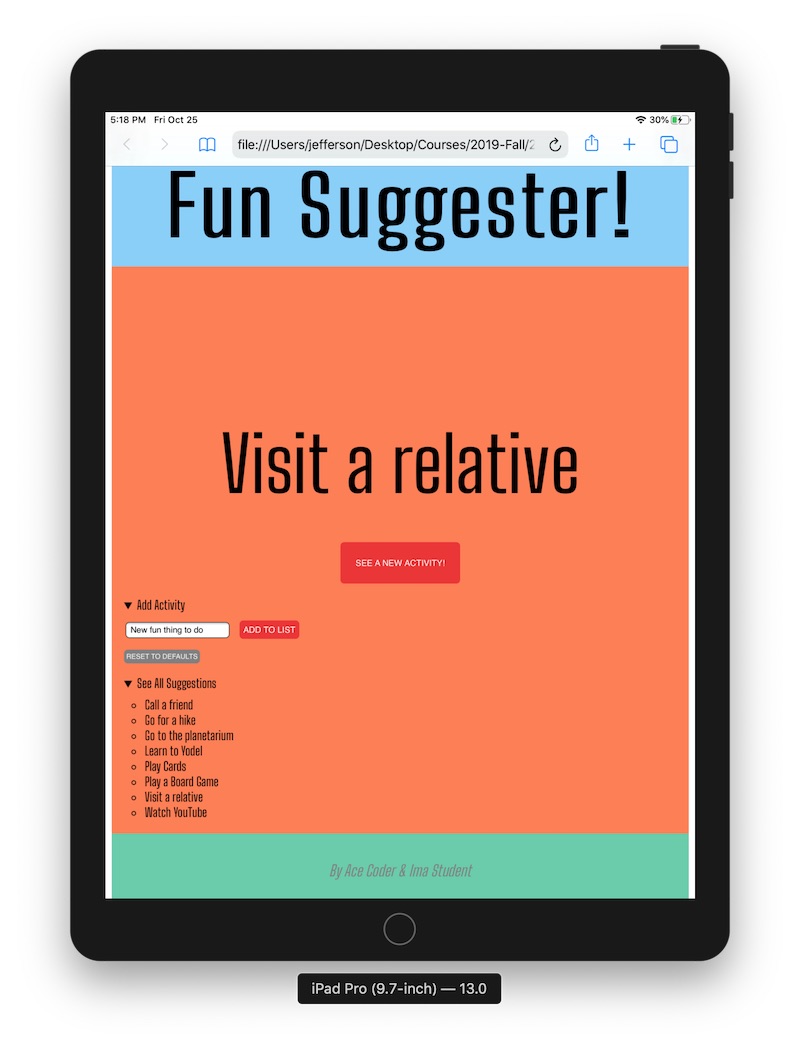 5:18 PM Fri Oct 25 30%
file:///Users/jefferson/Desktop/Courses/2019-Fall/
Fun Suggester!
Visit a relative
SEE A NEW ACTIVITY!
Add Activity
New fun thing to do ADD TO LIST
RESET TO DEFAULTS
See All Suggestions
Call a friend
Go for a hike
Go to the planetarium
Learn to Yodel
Play Cards
Play a Board Game
Visit a relative
Watch YouTube
By Ace Coder & Ima Student
iPad Pro (9.7-inch) — 13.0